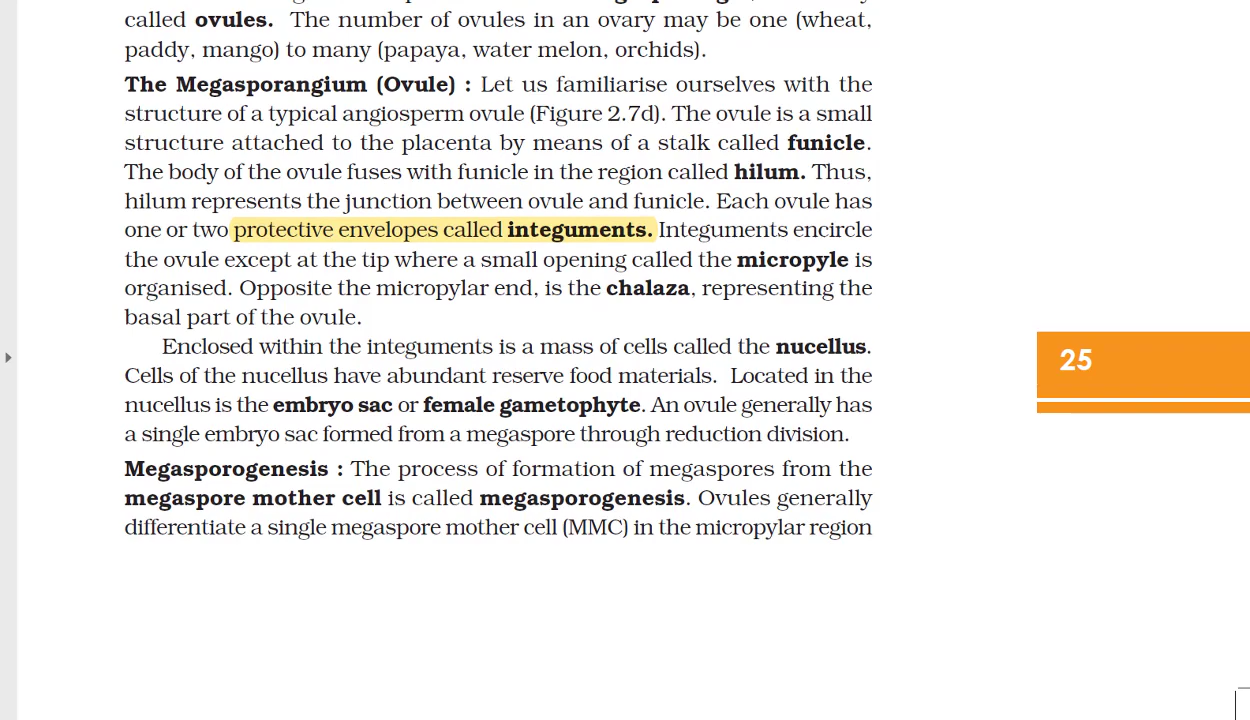 called ovules. The number of ovules in an ovary may be one (wheat,
paddy, mango) to many (papaya, water melon, orchids).
The Megasporangium (Ovule) : Let us familiarise ourselves with the
structure of a typical angiosperm ovule (Figure 2.7d). The ovule is a small
structure attached to the placenta by means of a stalk called funicle.
The body of the ovule fuses with funicle in the region called hilum. Thus,
hilum represents the junction between ovule and funicle. Each ovule has
one or two protective envelopes called integuments. Integuments encircle
the ovule except at the tip where a small opening called the micropyle is
organised. Opposite the micropylar end, is the chalaza, representing the
basal part of the ovule.
Enclosed within the integuments is a mass of cells called the nucellus.
Cells of the nucellus have abundant reserve food materials. Located in the
nucellus is the embryo sac or female gametophyte. An ovule generally has
a single embryo sac formed from a megaspore through reduction division.
Megasporogenesis : The process of formation of megaspores from the
megaspore mother cell is called megasporogenesis. Ovules generally
differentiate a single megaspore mother cell (MMC) in the micropylar region
25